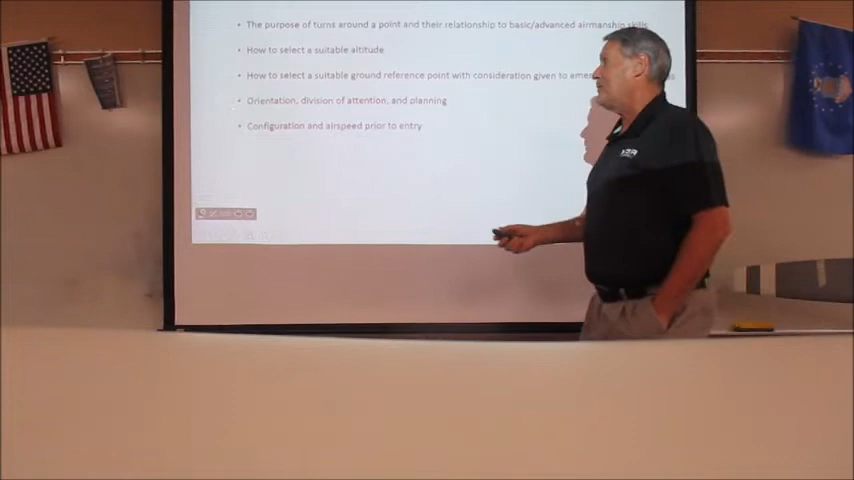 • The purpose of turns around a point and their relationship to basic/advanced airmanship skills
• How to select a suitable altitude
• How to select a suitable ground reference point with consideration given to
• Orientation, division of attention, and planning
• Configuration and airspeed prior to entry